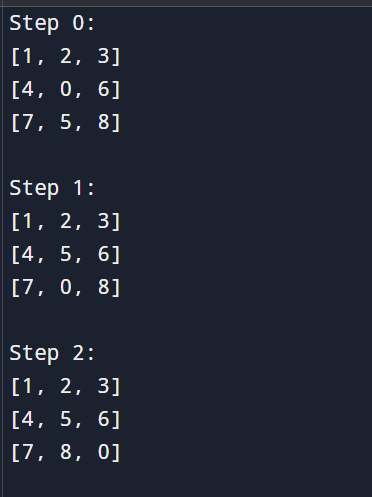 Step 0:
[1, 2, 3]
[4, 0, 6]
[7, 5, 8]
Step 1:
[1, 2, 3]
[4, 5, 6]
[7, 0, 8]
Step 2:
[1, 2, 3]
[4, 5, 6]
[7, 8, 0]